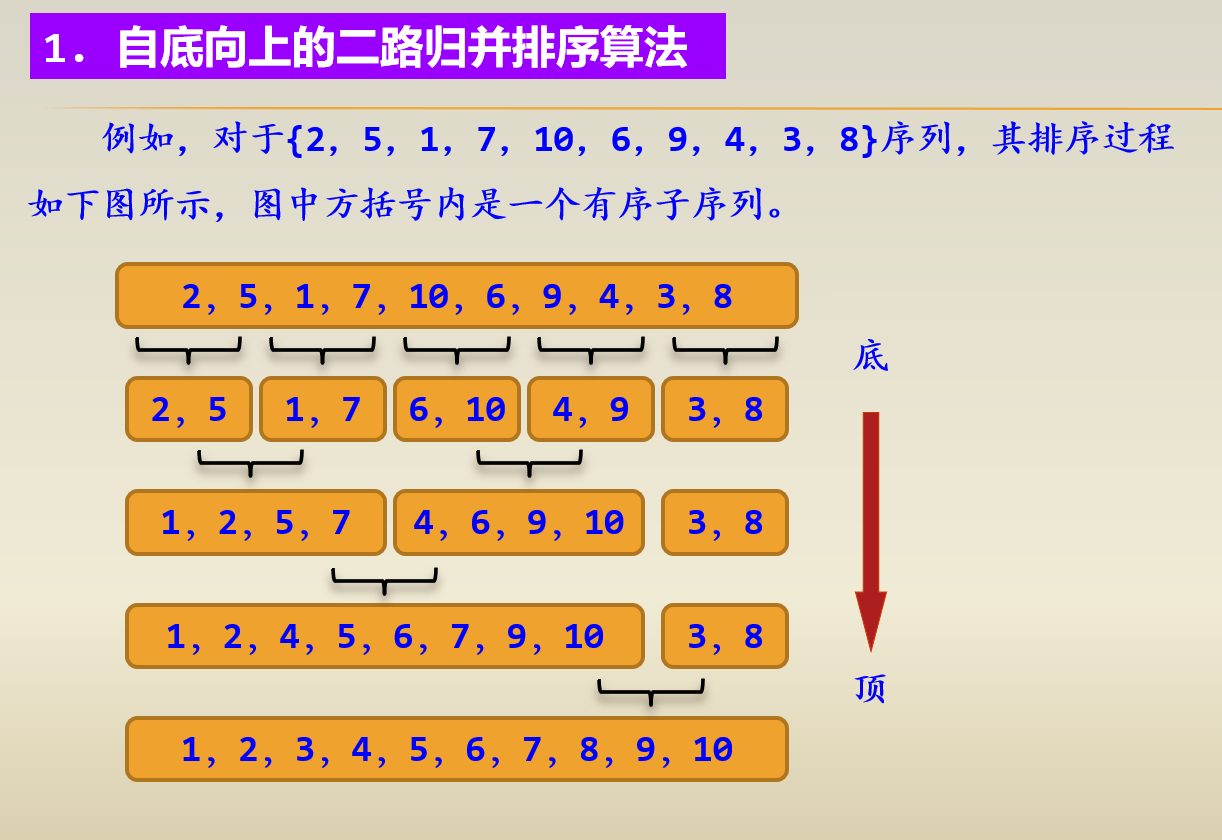 1. 自底向上的二路归并排序算法
例如，对于{2，5，1，7，10，6，9，4，3，8}序列，其排序过程
如下图所示，图中方括号内是一个有序子序列。
2，5，1，7，10，6，9，4，3，8
底
2，5 1，7 6，10 4，9 3，8
1，2，5，7 4，6，9，10 3，8
1，2，4，5，6，7，9，10 3，8
顶
1，2，3，4，5，6，7，8，9，10